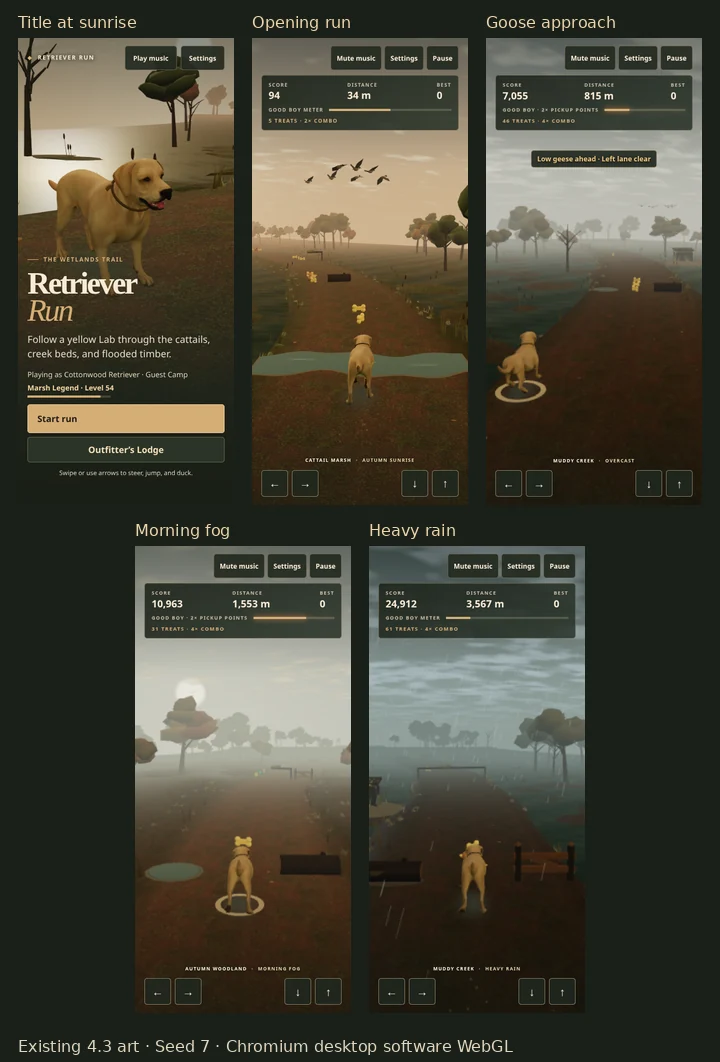 Title at sunrise
RETRIEVER RUN
Play music
Settings
THE WETLANDS TRAIL
Retriever
Run
Follow a yellow Lab through the cattails,
creek beds, and flooded timber.
Playing as Cottonwood Retriever · Guest Camp
Marsh Legend · Level 54
Start run
Outfitter's Lodge
Swipe or use arrows to steer, jump, and duck.
Opening run
Mute music
Settings
Pause
SCORE DISTANCE BEST
94 34 m 0
GOOD BOY METER
5 TREATS · 2× COMBO
CATTAIL MARSH · AUTUMN SUNRISE
← → ↓ ↑
Goose approach
Mute music
Settings
Pause
SCORE DISTANCE BEST
7,055 815 m 0
GOOD BOY · 2× PICKUP POINTS
46 TREATS · 4× COMBO
Low geese ahead · Left lane clear
MUDDY CREEK · OVERCAST
← → ↓ ↑
Morning fog
Mute music
Settings
Pause
SCORE DISTANCE BEST
10,963 1,553 m 0
GOOD BOY · 2× PICKUP POINTS
31 TREATS · 4× COMBO
AUTUMN WOODLAND · MORNING FOG
← → ↓ ↑
Heavy rain
Mute music
Settings
Pause
SCORE DISTANCE BEST
24,912 3,567 m 0
GOOD BOY METER
61 TREATS · 4× COMBO
MUDDY CREEK · HEAVY RAIN
← → ↓ ↑
Existing 4.3 art · Seed 7 · Chromium desktop software WebGL